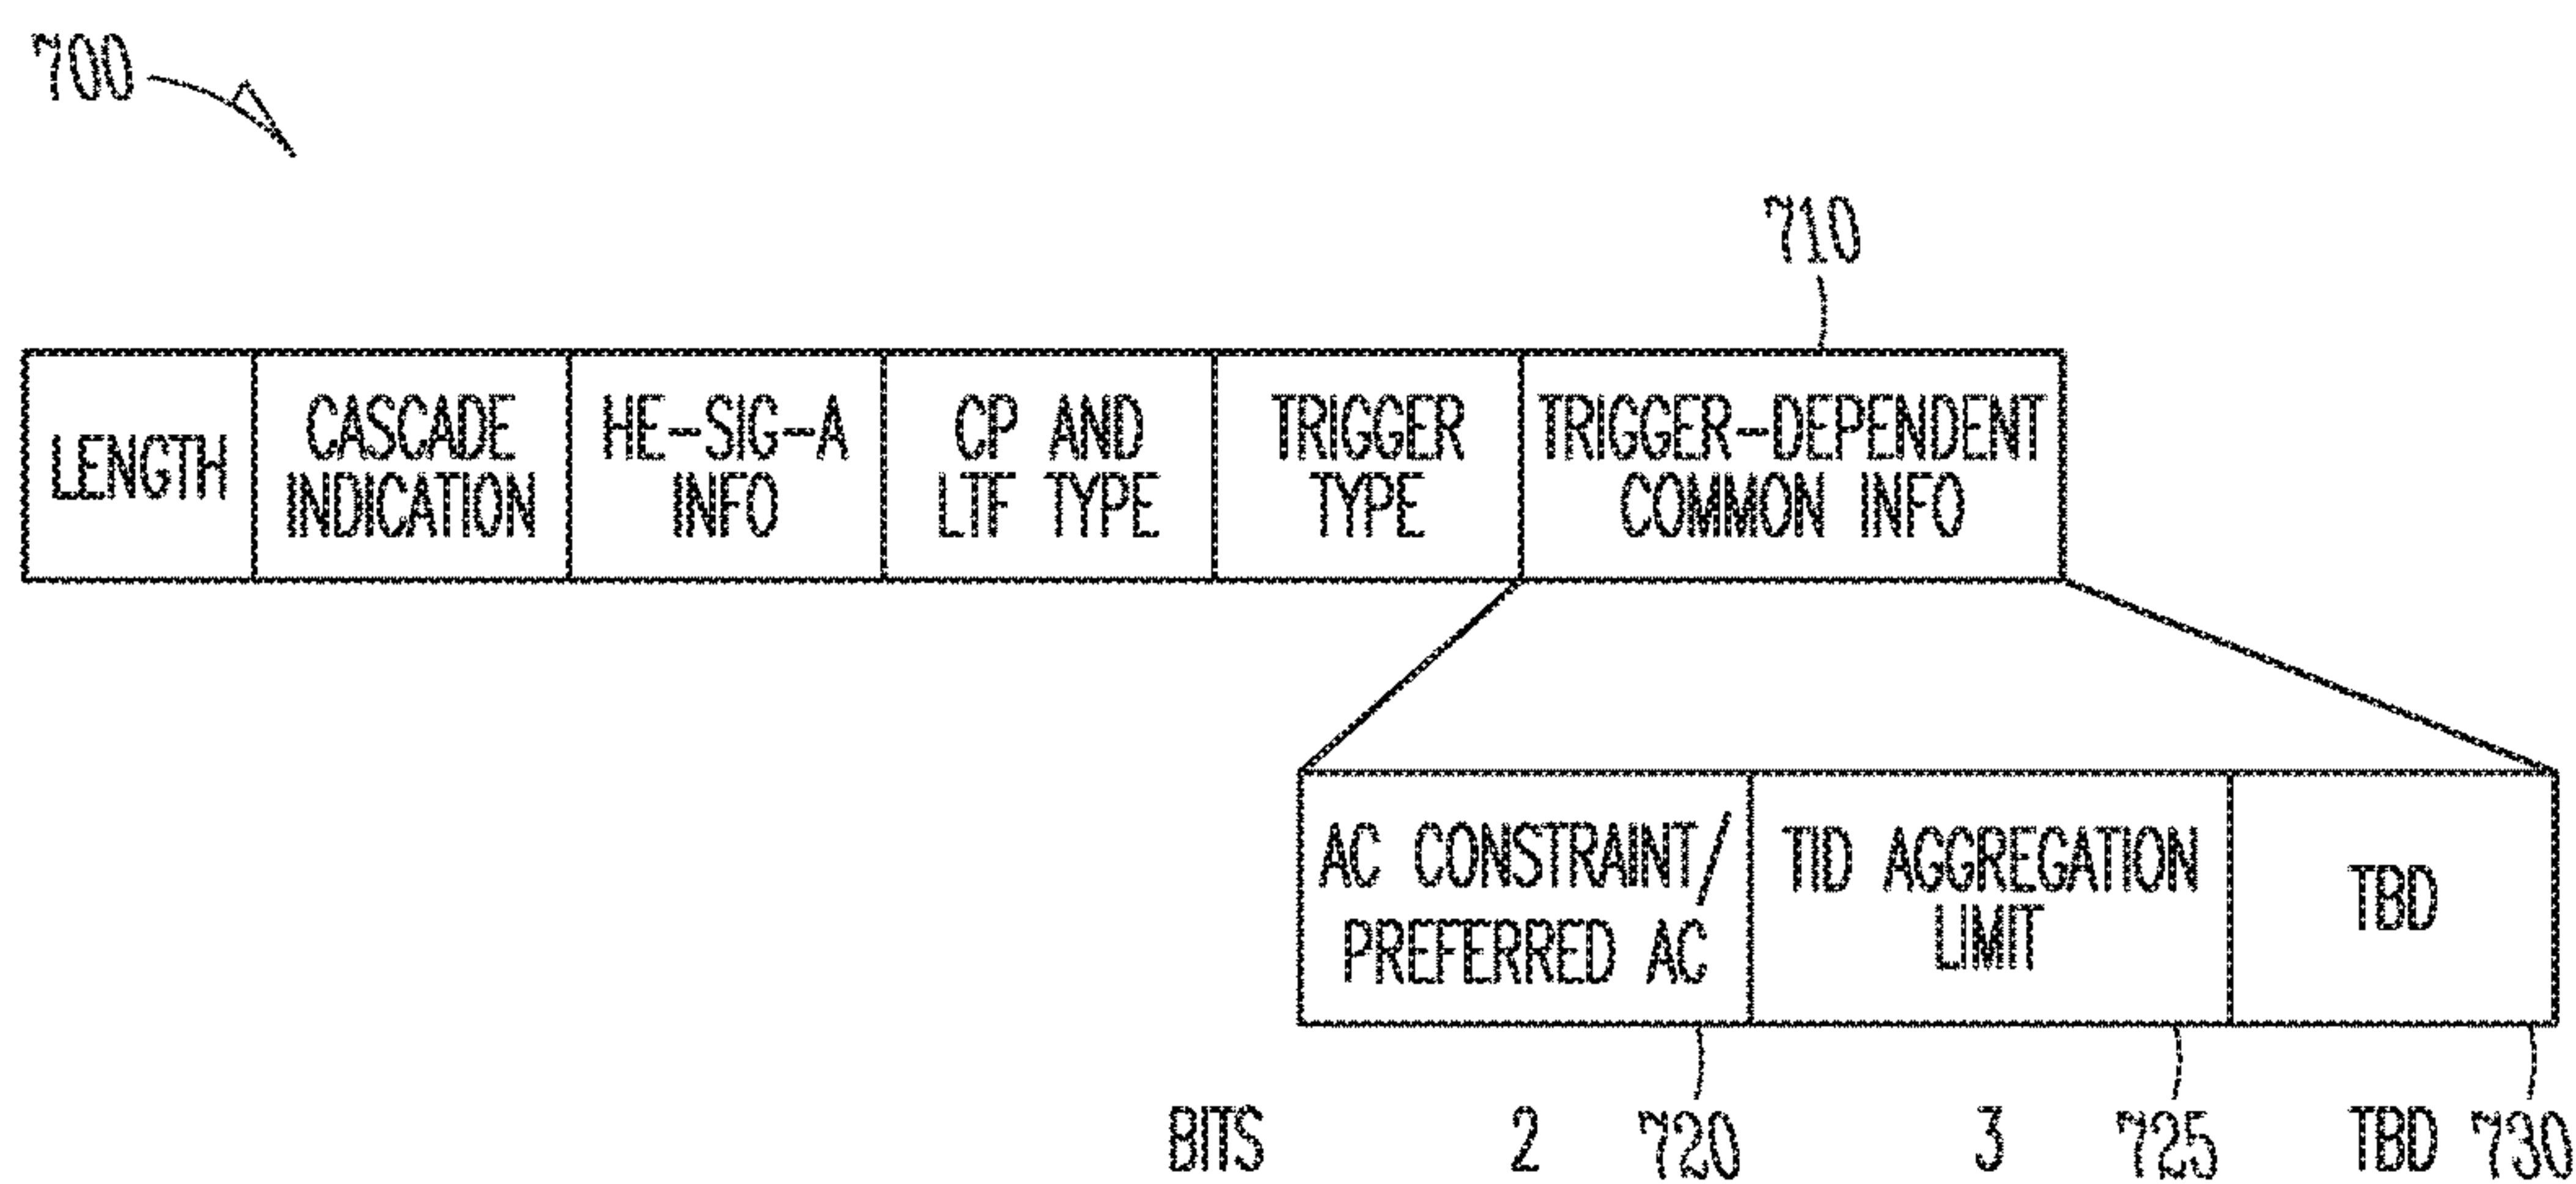 700
710
LENGTH
CASCADE
INDICATION
HE-SIG-A
INFO
CP AND
LTF TYPE
TRIGGER
TYPE
TRIGGER-DEPENDENT
COMMON INFO
AC CONSTRAINT/
PREFERRED AC
TID AGGREGATION
LIMIT
TBD
BITS 2 720 3 725 TBD 730